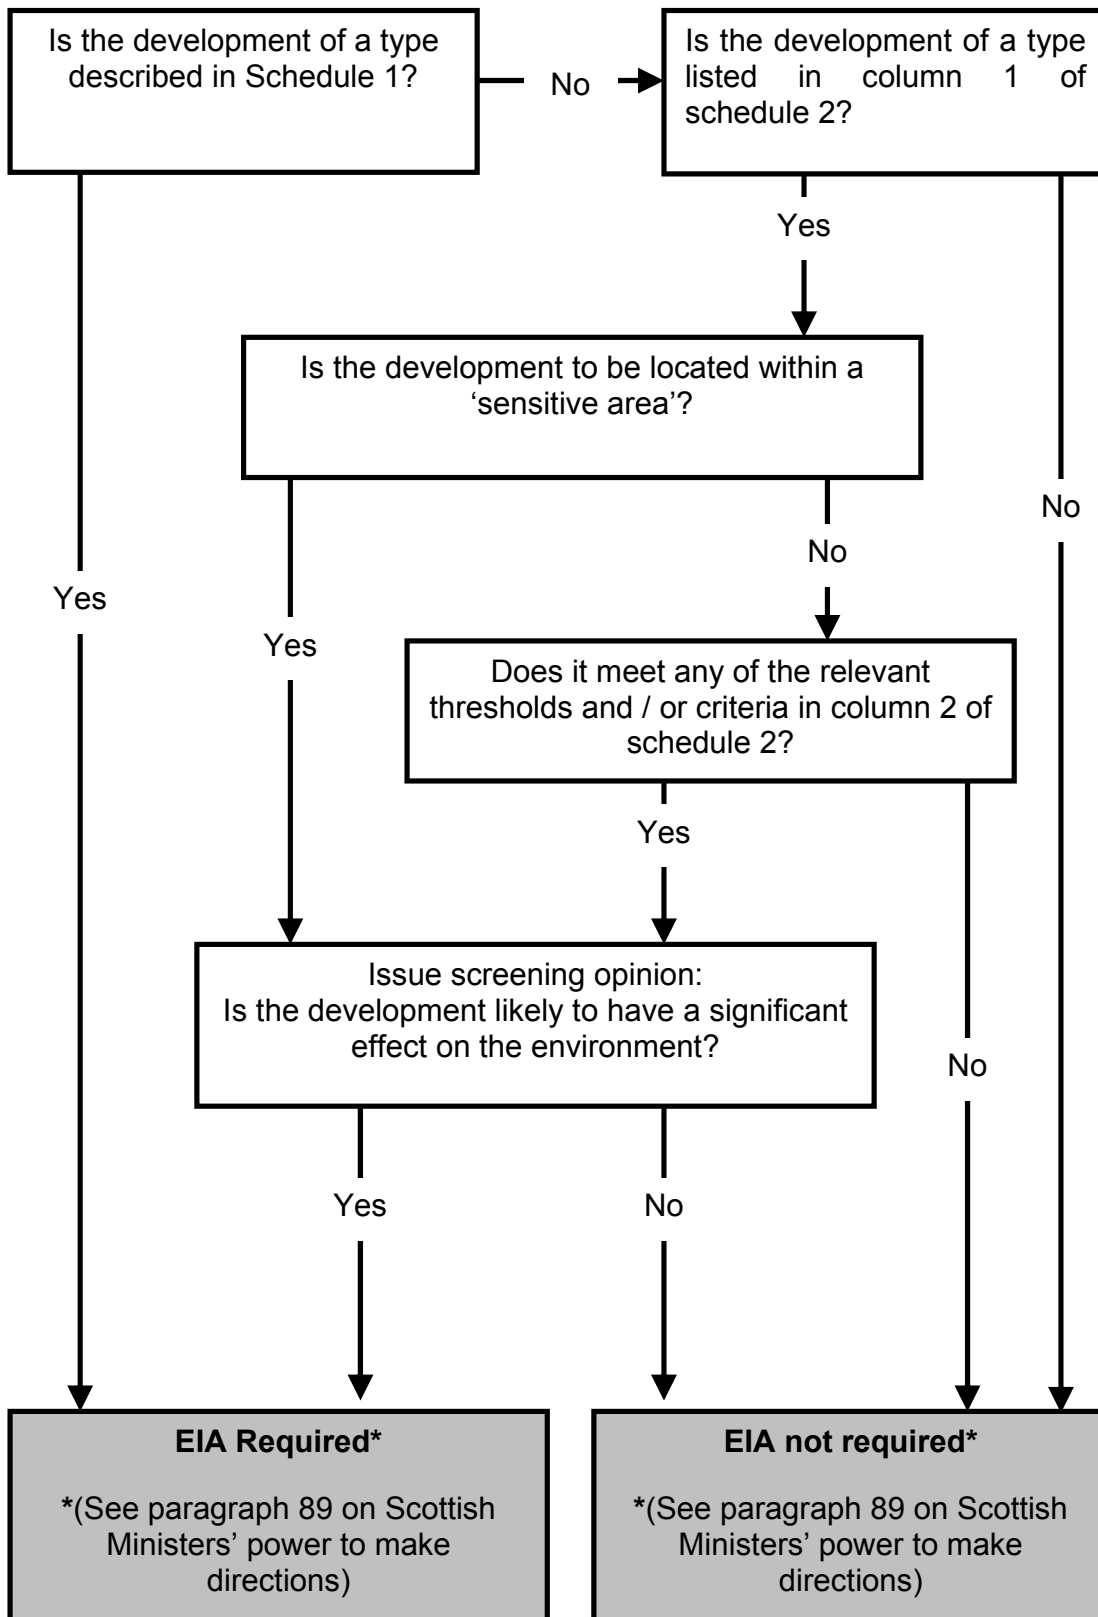 Is the development of a type
described in Schedule 1?
No
Is the development of a type
listed in column 1 of
schedule 2?
Yes
Is the development to be located within a
‘sensitive area’?
No
No
Yes
Yes
Does it meet any of the relevant
thresholds and / or criteria in column 2 of
schedule 2?
Yes
Issue screening opinion:
Is the development likely to have a significant
effect on the environment?
No
Yes
No
EIA Required*
*(See paragraph 89 on Scottish
Ministers’ power to make
directions)
EIA not required*
*(See paragraph 89 on Scottish
Ministers’ power to make
directions)